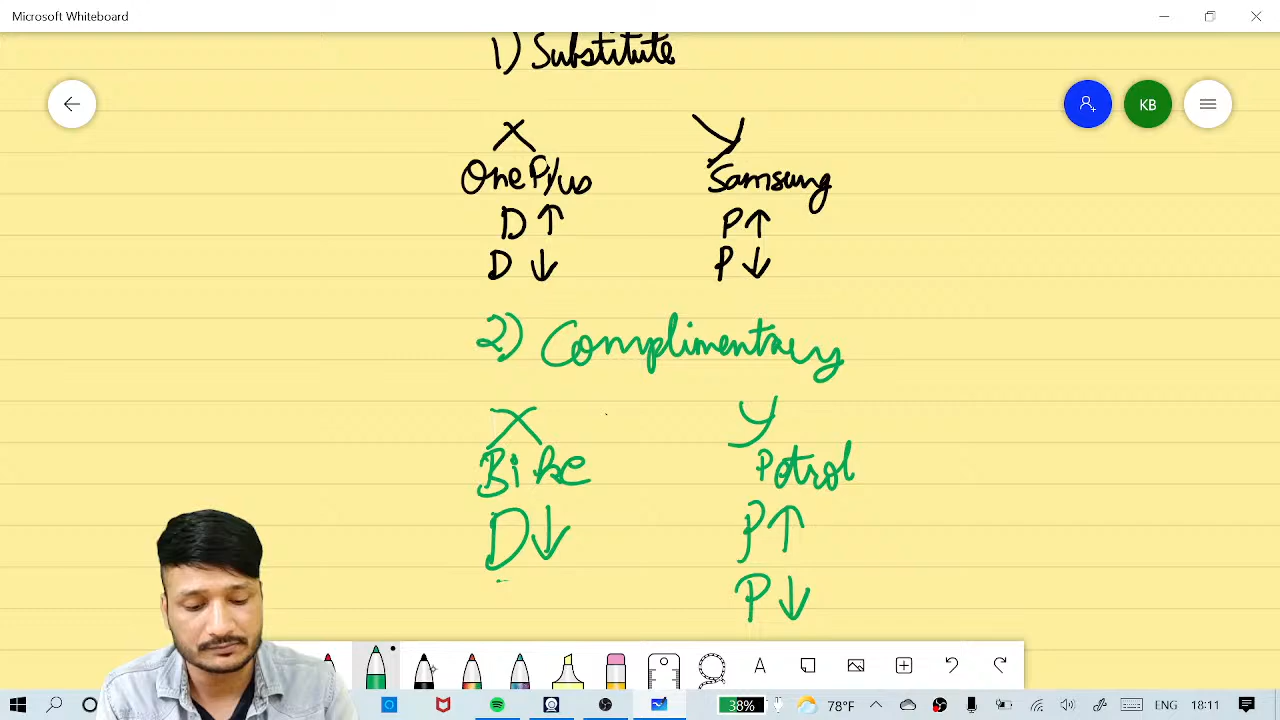 Microsoft Whiteboard
1) Substitute
KB
X Y
OnePlus Samsung
D ↑ P ↑
D ↓ P ↓
2) Complimentary
X Y
Bike Petrol
D ↓ P ↑
P ↓
A
38% 78°F ENG 18:11